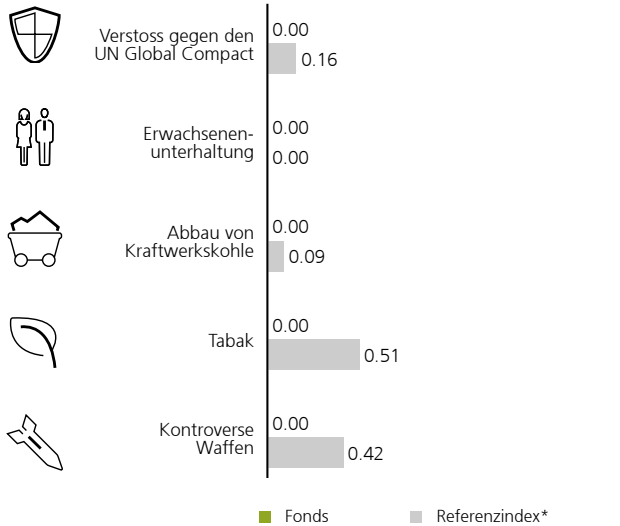 Verstoss gegen den
UN Global Compact
0.00
0.16
Erwachsenen-
unterhaltung
0.00
0.00
Abbau von
Kraftwerkskohle
0.00
0.09
Tabak
0.00
0.51
Kontroverse
Waffen
0.00
0.42
Fonds
Referenzindex*